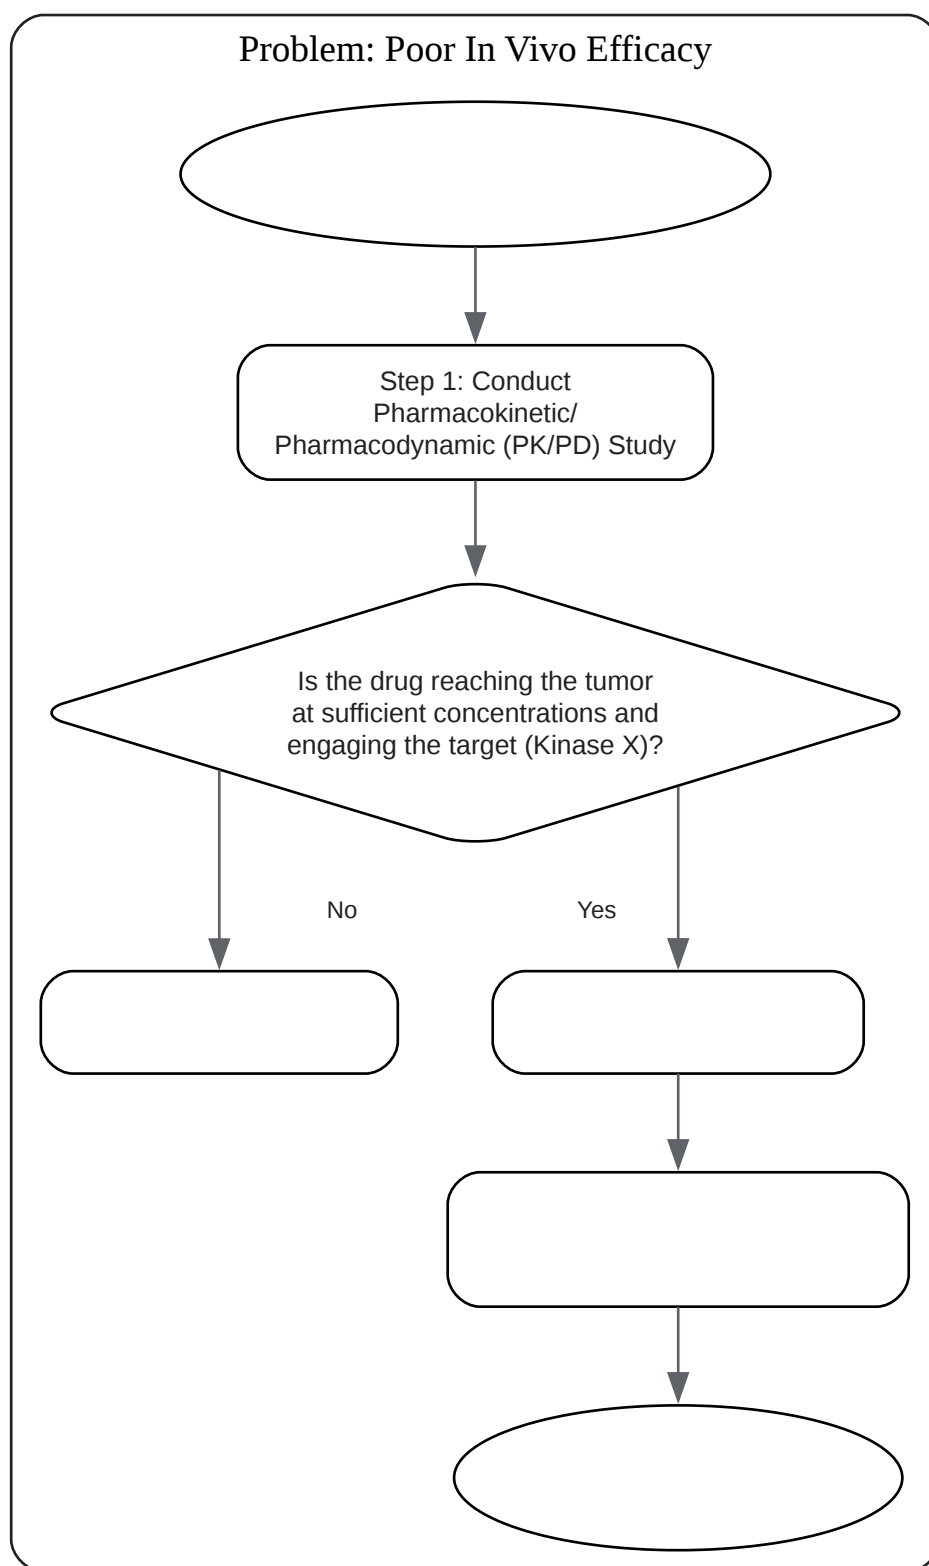 Problem: Poor In Vivo Efficacy
Step 1: Conduct
Pharmacokinetic/
Pharmacodynamic (PK/PD) Study
Is the drug reaching the tumor
at sufficient concentrations and
engaging the target (Kinase X)?
No
Yes